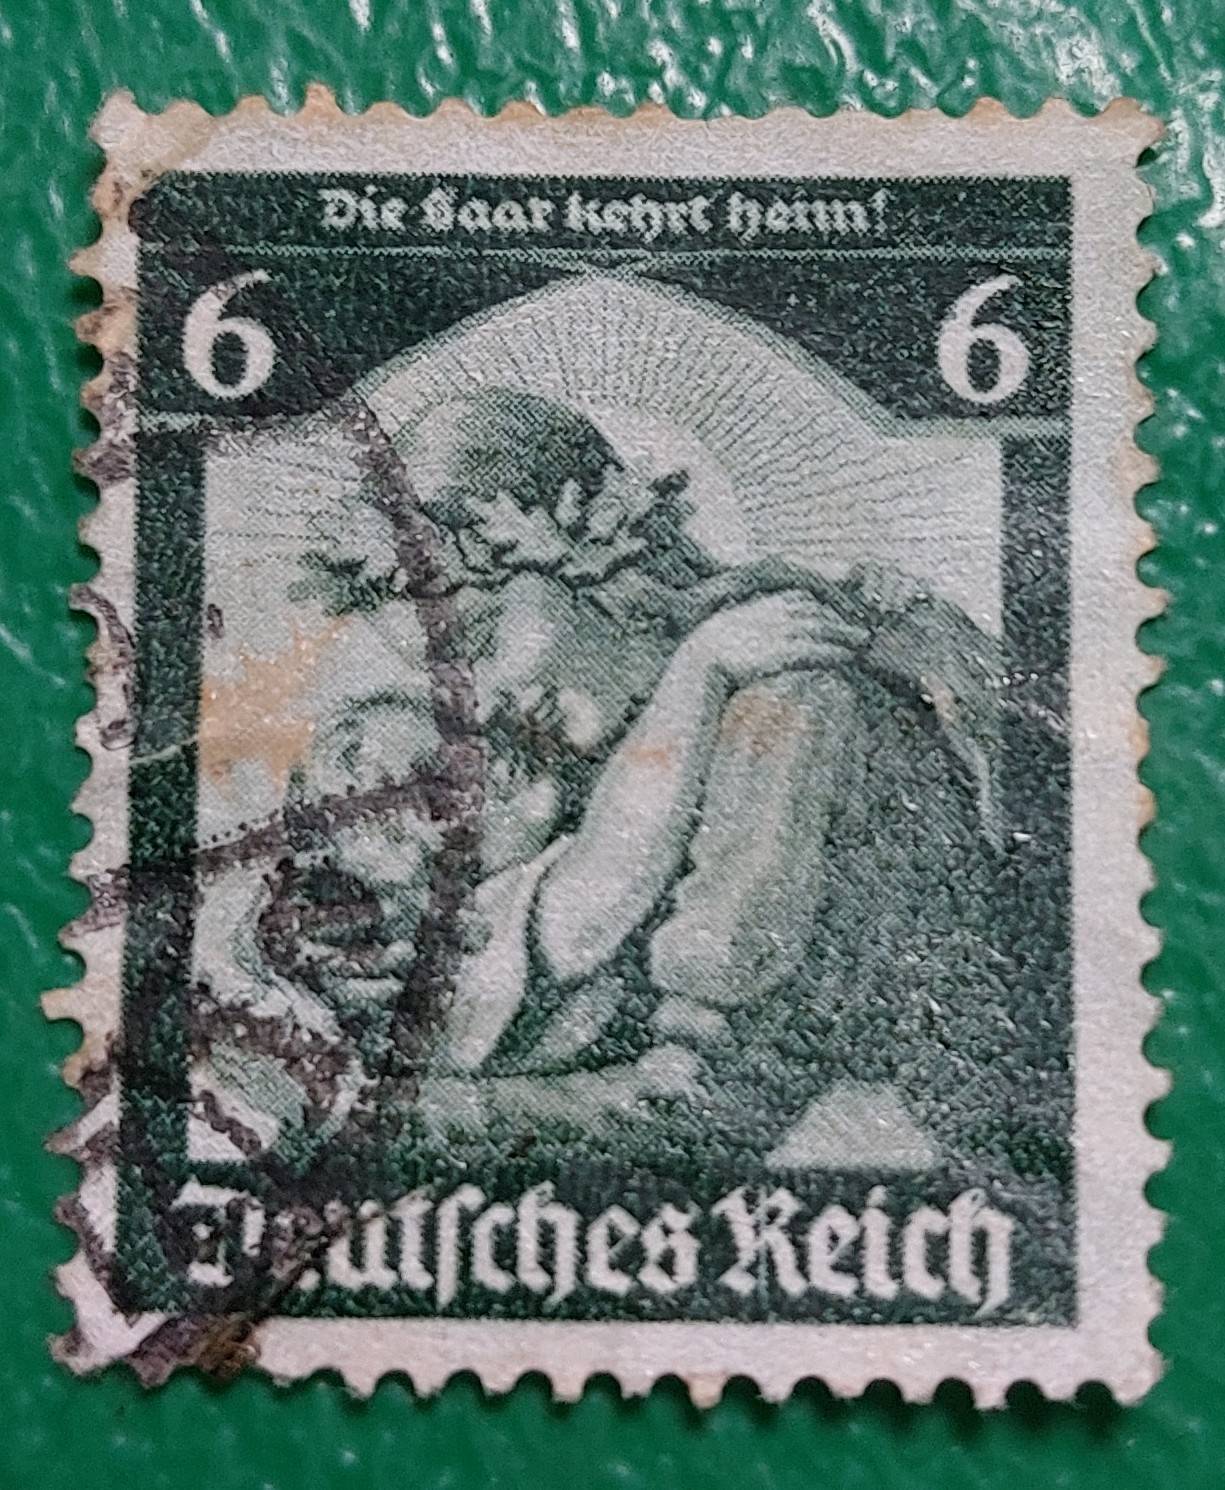 Die Saar kehrt heim!
6 6
Deutsches Reich